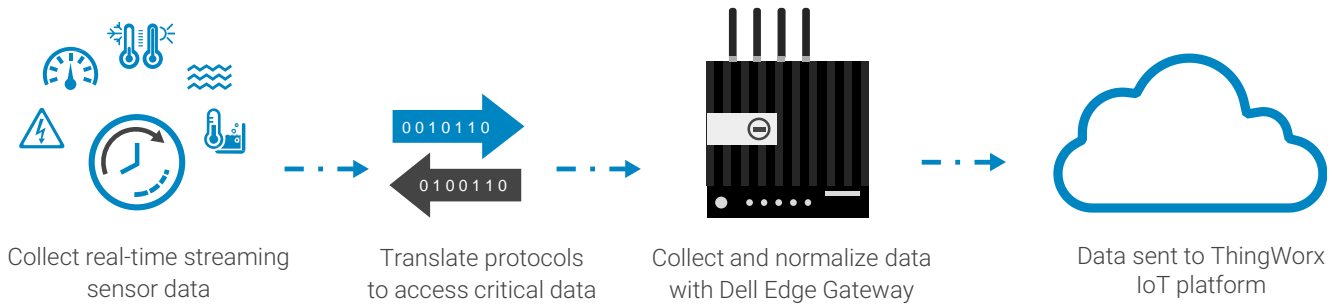 0010110
0100110
Collect real-time streaming
sensor data
Translate protocols
to access critical data
Collect and normalize data
with Dell Edge Gateway
Data sent to ThingWorx
IoT platform